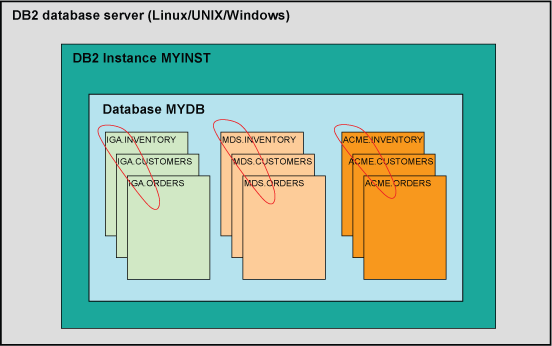 DB2 database server (Linux/UNIX/Windows)
DB2 Instance MYINST
Database MYDB
IGA.INVENTORY
IGA.CUSTOMERS
IGA.ORDERS
MDS.INVENTORY
MDS.CUSTOMERS
MDS.ORDERS
ACME.INVENTORY
ACME.CUSTOMERS
ACME.ORDERS